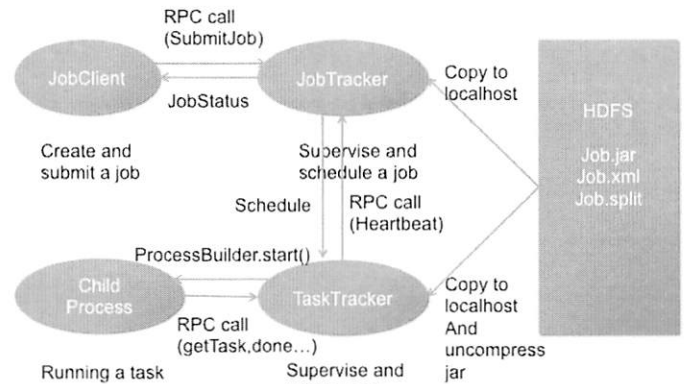 RPC call
(SubmitJob)
JobClient
JobTracker
JobStatus
Copy to
localhost
HDFS
Job.jar
Job.xml
Job.split
Create and
submit a job
Supervise and
schedule a job
Schedule
RPC call
(Heartbeat)
ProcessBuilder.start()
Child
Process
TaskTracker
RPC call
(getTask,done...)
Copy to
localhost
And
uncompress
jar
Running a task
Supervise and